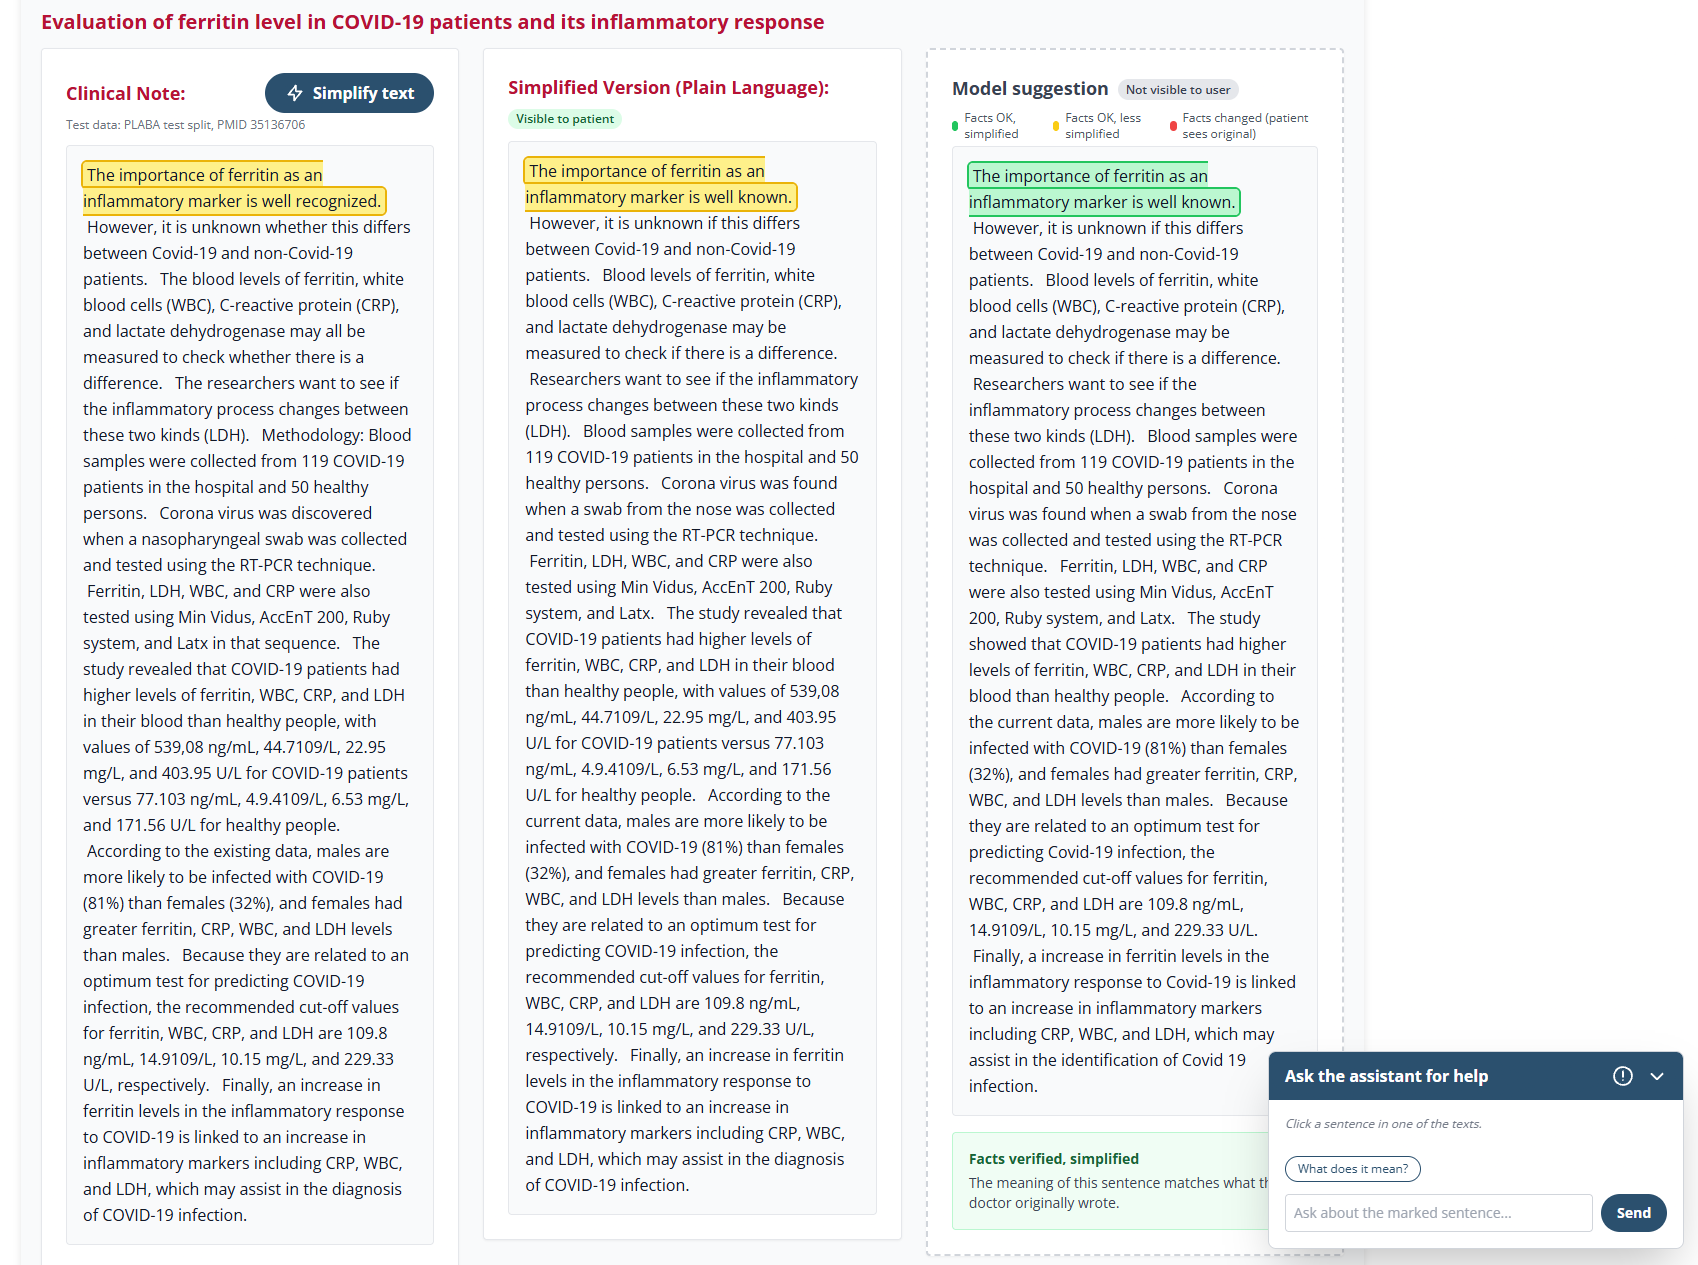 Evaluation of ferritin level in COVID-19 patients and its inflammatory response
Clinical Note:
Simplify text
Test data: PLABA test split, PMID 35136706
The importance of ferritin as an
inflammatory marker is well recognized.
However, it is unknown whether this differs
between Covid-19 and non-Covid-19
patients. The blood levels of ferritin, white
blood cells (WBC), C-reactive protein (CRP),
and lactate dehydrogenase may all be
measured to check whether there is a
difference. The researchers want to see if
the inflammatory process changes between
these two kinds (LDH). Methodology: Blood
samples were collected from 119 COVID-19
patients in the hospital and 50 healthy
persons. Corona virus was discovered
when a nasopharyngeal swab was collected
and tested using the RT-PCR technique.
Ferritin, LDH, WBC, and CRP were also
tested using Min Vidus, AccEnT 200, Ruby
system, and Latx in that sequence. The
study revealed that COVID-19 patients had
higher levels of ferritin, WBC, CRP, and LDH
in their blood than healthy people, with
values of 539,08 ng/mL, 44.7109/L, 22.95
mg/L, and 403.95 U/L for COVID-19 patients
versus 77.103 ng/mL, 4.9.4109/L, 6.53 mg/L,
and 171.56 U/L for healthy people.
According to the existing data, males are
more likely to be infected with COVID-19
(81%) than females (32%), and females had
greater ferritin, CRP, WBC, and LDH levels
than males. Because they are related to an
optimum test for predicting COVID-19
infection, the recommended cut-off values
for ferritin, WBC, CRP, and LDH are 109.8
ng/mL, 14.9109/L, 10.15 mg/L, and 229.33
U/L, respectively. Finally, an increase in
ferritin levels in the inflammatory response
to COVID-19 is linked to an increase in
inflammatory markers including CRP, WBC,
and LDH, which may assist in the diagnosis
of COVID-19 infection.
Simplified Version (Plain Language):
Visible to patient
The importance of ferritin as an
inflammatory marker is well known.
However, it is unknown if this differs
between Covid-19 and non-Covid-19
patients. Blood levels of ferritin, white
blood cells (WBC), C-reactive protein (CRP),
and lactate dehydrogenase may be
measured to check if there is a difference.
Researchers want to see if the inflammatory
process changes between these two kinds
(LDH). Blood samples were collected from
119 COVID-19 patients in the hospital and 50
healthy persons. Corona virus was found
when a swab from the nose was collected
and tested using the RT-PCR technique.
Ferritin, LDH, WBC, and CRP were also
tested using Min Vidus, AccEnT 200, Ruby
system, and Latx. The study revealed that
COVID-19 patients had higher levels of
ferritin, WBC, CRP, and LDH in their blood
than healthy people, with values of 539,08
ng/mL, 44.7109/L, 22.95 mg/L, and 403.95
U/L for COVID-19 patients versus 77.103
ng/mL, 4.9.4109/L, 6.53 mg/L, and 171.56
U/L for healthy people. According to the
current data, males are more likely to be
infected with COVID-19 (81%) than females
(32%), and females had greater ferritin, CRP,
WBC, and LDH levels than males. Because
they are related to an optimum test for
predicting COVID-19 infection, the
recommended cut-off values for ferritin,
WBC, CRP, and LDH are 109.8 ng/mL,
14.9109/L, 10.15 mg/L, and 229.33 U/L,
respectively. Finally, an increase in ferritin
levels in the inflammatory response to
COVID-19 is linked to an increase in
inflammatory markers including CRP, WBC,
and LDH, which may assist in the diagnosis
of COVID-19 infection.
Model suggestion
Not visible to user
Facts OK, simplified
Facts OK, less simplified
Facts changed (patient sees original)
The importance of ferritin as an
inflammatory marker is well known.
However, it is unknown if this differs
between Covid-19 and non-Covid-19
patients. Blood levels of ferritin, white
blood cells (WBC), C-reactive protein (CRP),
and lactate dehydrogenase may be
measured to check if there is a difference.
Researchers want to see if the
inflammatory process changes between
these two kinds (LDH). Blood samples were
collected from 119 COVID-19 patients in the
hospital and 50 healthy persons. Corona
virus was found when a swab from the nose
was collected and tested using the RT-PCR
technique. Ferritin, LDH, WBC, and CRP
were also tested using Min Vidus, AccEnT
200, Ruby system, and Latx. The study
showed that COVID-19 patients had higher
levels of ferritin, WBC, CRP, and LDH in their
blood than healthy people. According to
the current data, males are more likely to be
infected with COVID-19 (81%) than females
(32%), and females had greater ferritin, CRP,
WBC, and LDH levels than males. Because
they are related to an optimum test for
predicting Covid-19 infection, the
recommended cut-off values for ferritin,
WBC, CRP, and LDH are 109.8 ng/mL,
14.9109/L, 10.15 mg/L, and 229.33 U/L.
Finally, a increase in ferritin levels in the
inflammatory response to Covid-19 is linked
to an increase in inflammatory markers
including CRP, WBC, and LDH, which may
assist in the identification of Covid 19
infection.
Facts verified, simplified
The meaning of this sentence matches what
doctor originally wrote.
Ask the assistant for help
Click a sentence in one of the texts.
What does it mean?
Ask about the marked sentence...
Send